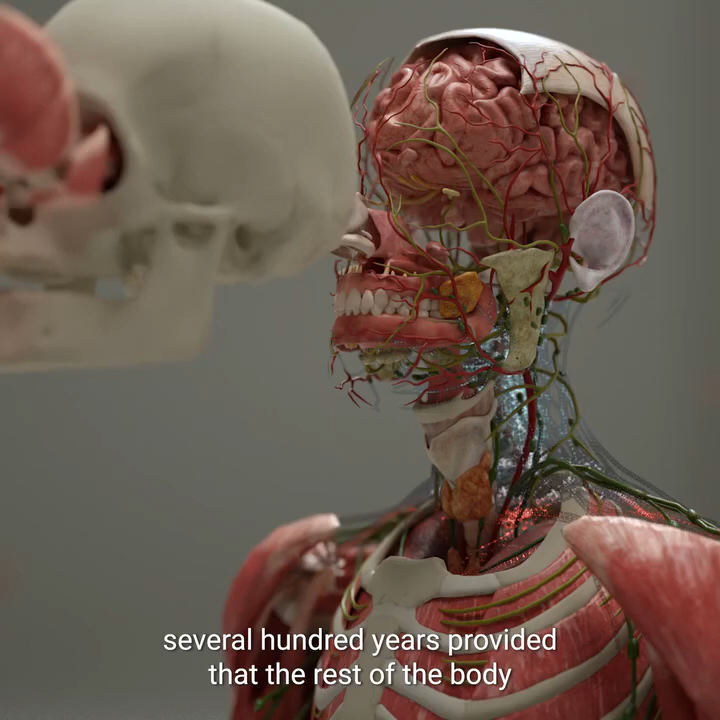 several hundred years provided
that the rest of the body